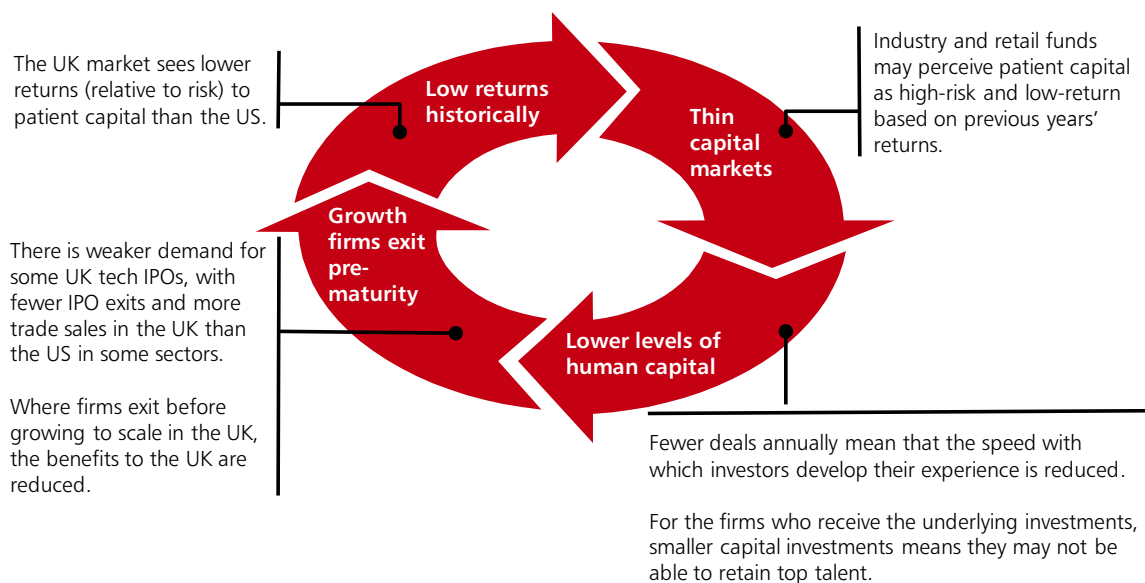 The UK market sees lower
returns (relative to risk) to
patient capital than the US.
Low returns
historically
Industry and retail funds
may perceive patient capital
as high-risk and low-return
based on previous years’
returns.
Thin
capital
markets
Growth
firms exit
pre-
maturity
There is weaker demand for
some UK tech IPOs, with
fewer IPO exits and more
trade sales in the UK than
the US in some sectors.
Where firms exit before
growing to scale in the UK,
the benefits to the UK are
reduced.
Lower levels of
human capital
Fewer deals annually mean that the speed with
which investors develop their experience is reduced.
For the firms who receive the underlying investments,
smaller capital investments means they may not be
able to retain top talent.